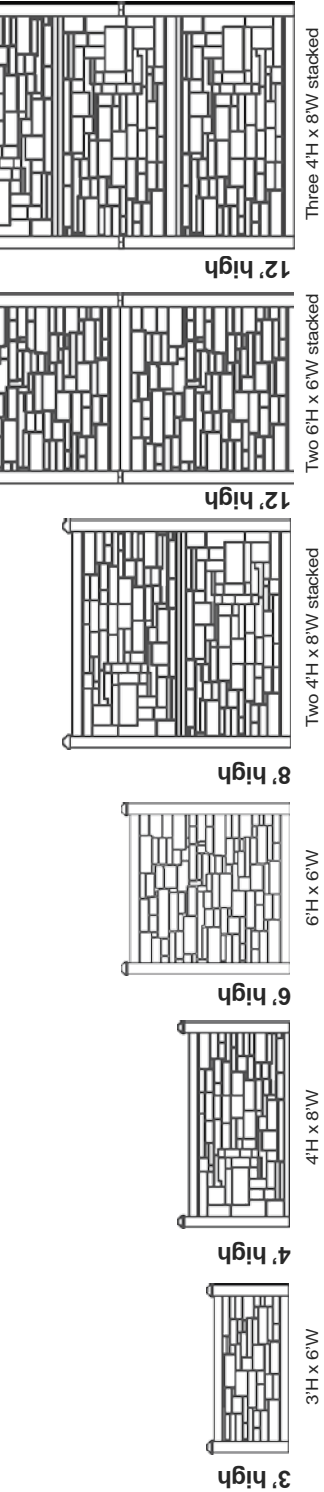 3' high
3'H x 6'W
4' high
4'H x 8'W
6' high
6'H x 6'W
8' high
Two 4'H x 8'W stacked
12' high
Two 6'H x 6'W stacked
12' high
Three 4'H x 8'W stacked